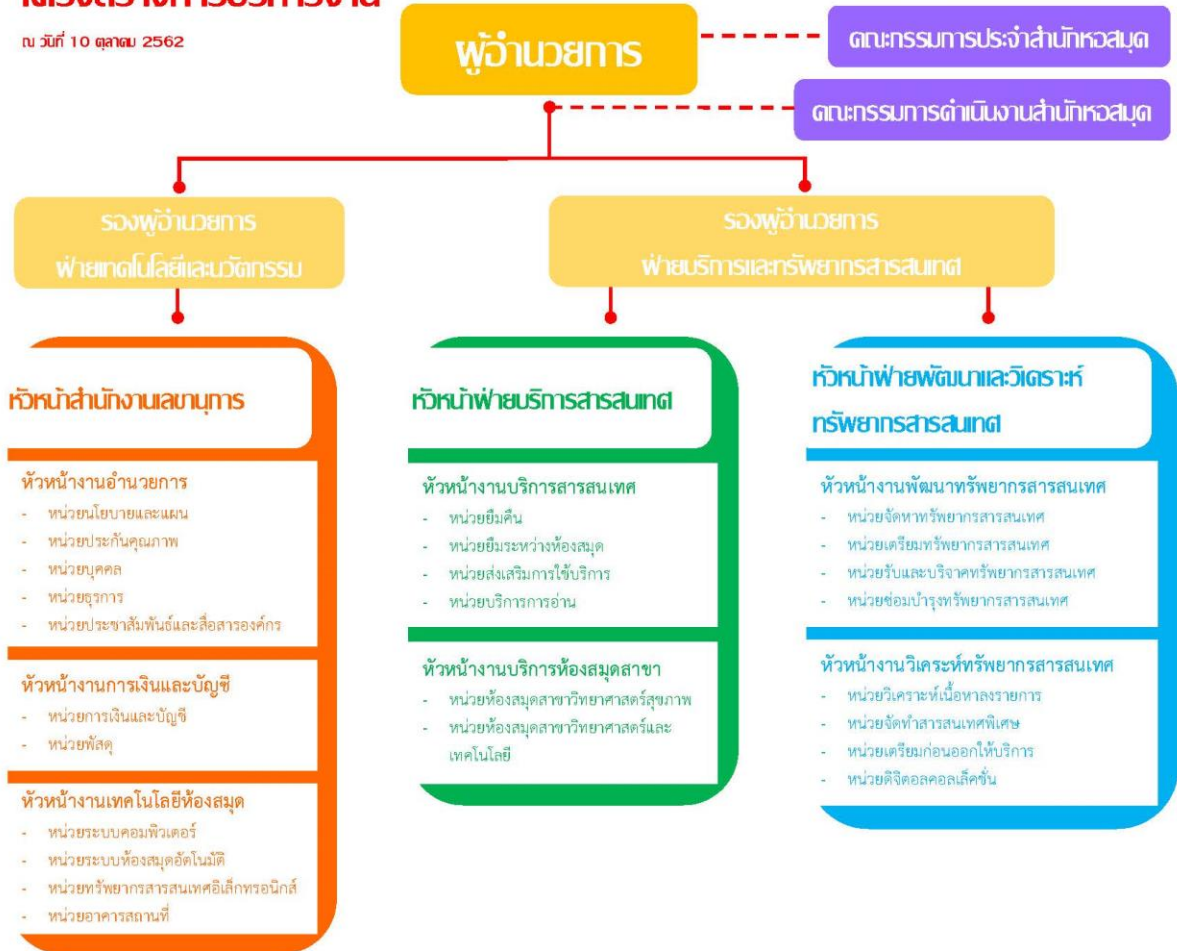 โครงสร้างการบริหารงาน
ณ วันที่ 10 ตุลาคม 2562
ผู้อำนวยการ
คณะกรรมการประจำสำนักหอสมุด
คณะกรรมการดำเนินงานสำนักหอสมุด
รองผู้อำนวยการ
ฝ่ายเทคโนโลยีและนวัตกรรม
รองผู้อำนวยการ
ฝ่ายบริการและทรัพยากรสารสนเทศ
หัวหน้าสำนักงานเลขานุการ
หัวหน้างานอำนวยการ
- หน่วยนโยบายและแผน
- หน่วยประกันคุณภาพ
- หน่วยบุคคล
- หน่วยธุรการ
- หน่วยประชาสัมพันธ์และสื่อสารองค์กร
หัวหน้างานการเงินและบัญชี
- หน่วยการเงินและบัญชี
- หน่วยพัสดุ
หัวหน้างานเทคโนโลยีห้องสมุด
- หน่วยระบบคอมพิวเตอร์
- หน่วยระบบห้องสมุดอัตโนมัติ
- หน่วยทรัพยากรสารสนเทศอิเล็กทรอนิกส์
- หน่วยอาคารสถานที่
หัวหน้าฝ่ายบริการสารสนเทศ
หัวหน้างานบริการสารสนเทศ
- หน่วยยืมคืน
- หน่วยยืมระหว่างห้องสมุด
- หน่วยส่งเสริมการใช้บริการ
- หน่วยบริการการอ่าน
หัวหน้างานบริการห้องสมุดสาขา
- หน่วยห้องสมุดสาขาวิทยาศาสตร์สุขภาพ
- หน่วยห้องสมุดสาขาวิทยาศาสตร์และ
เทคโนโลยี
หัวหน้าฝ่ายพัฒนาและวิเคราะห์
ทรัพยากรสารสนเทศ
หัวหน้างานพัฒนาทรัพยากรสารสนเทศ
- หน่วยจัดหาทรัพยากรสารสนเทศ
- หน่วยเตรียมทรัพยากรสารสนเทศ
- หน่วยรับและบริจาคทรัพยากรสารสนเทศ
- หน่วยซ่อมบำรุงทรัพยากรสารสนเทศ
หัวหน้างานวิเคระห์ทรัพยากรสารสนเทศ
- หน่วยวิเคราะห์เนื้อหาลงรายการ
- หน่วยจัดทำสารสนเทศพิเศษ
- หน่วยเตรียมก่อนออกให้บริการ
- หน่วยดิจิตอลคอลเล็คชั่น